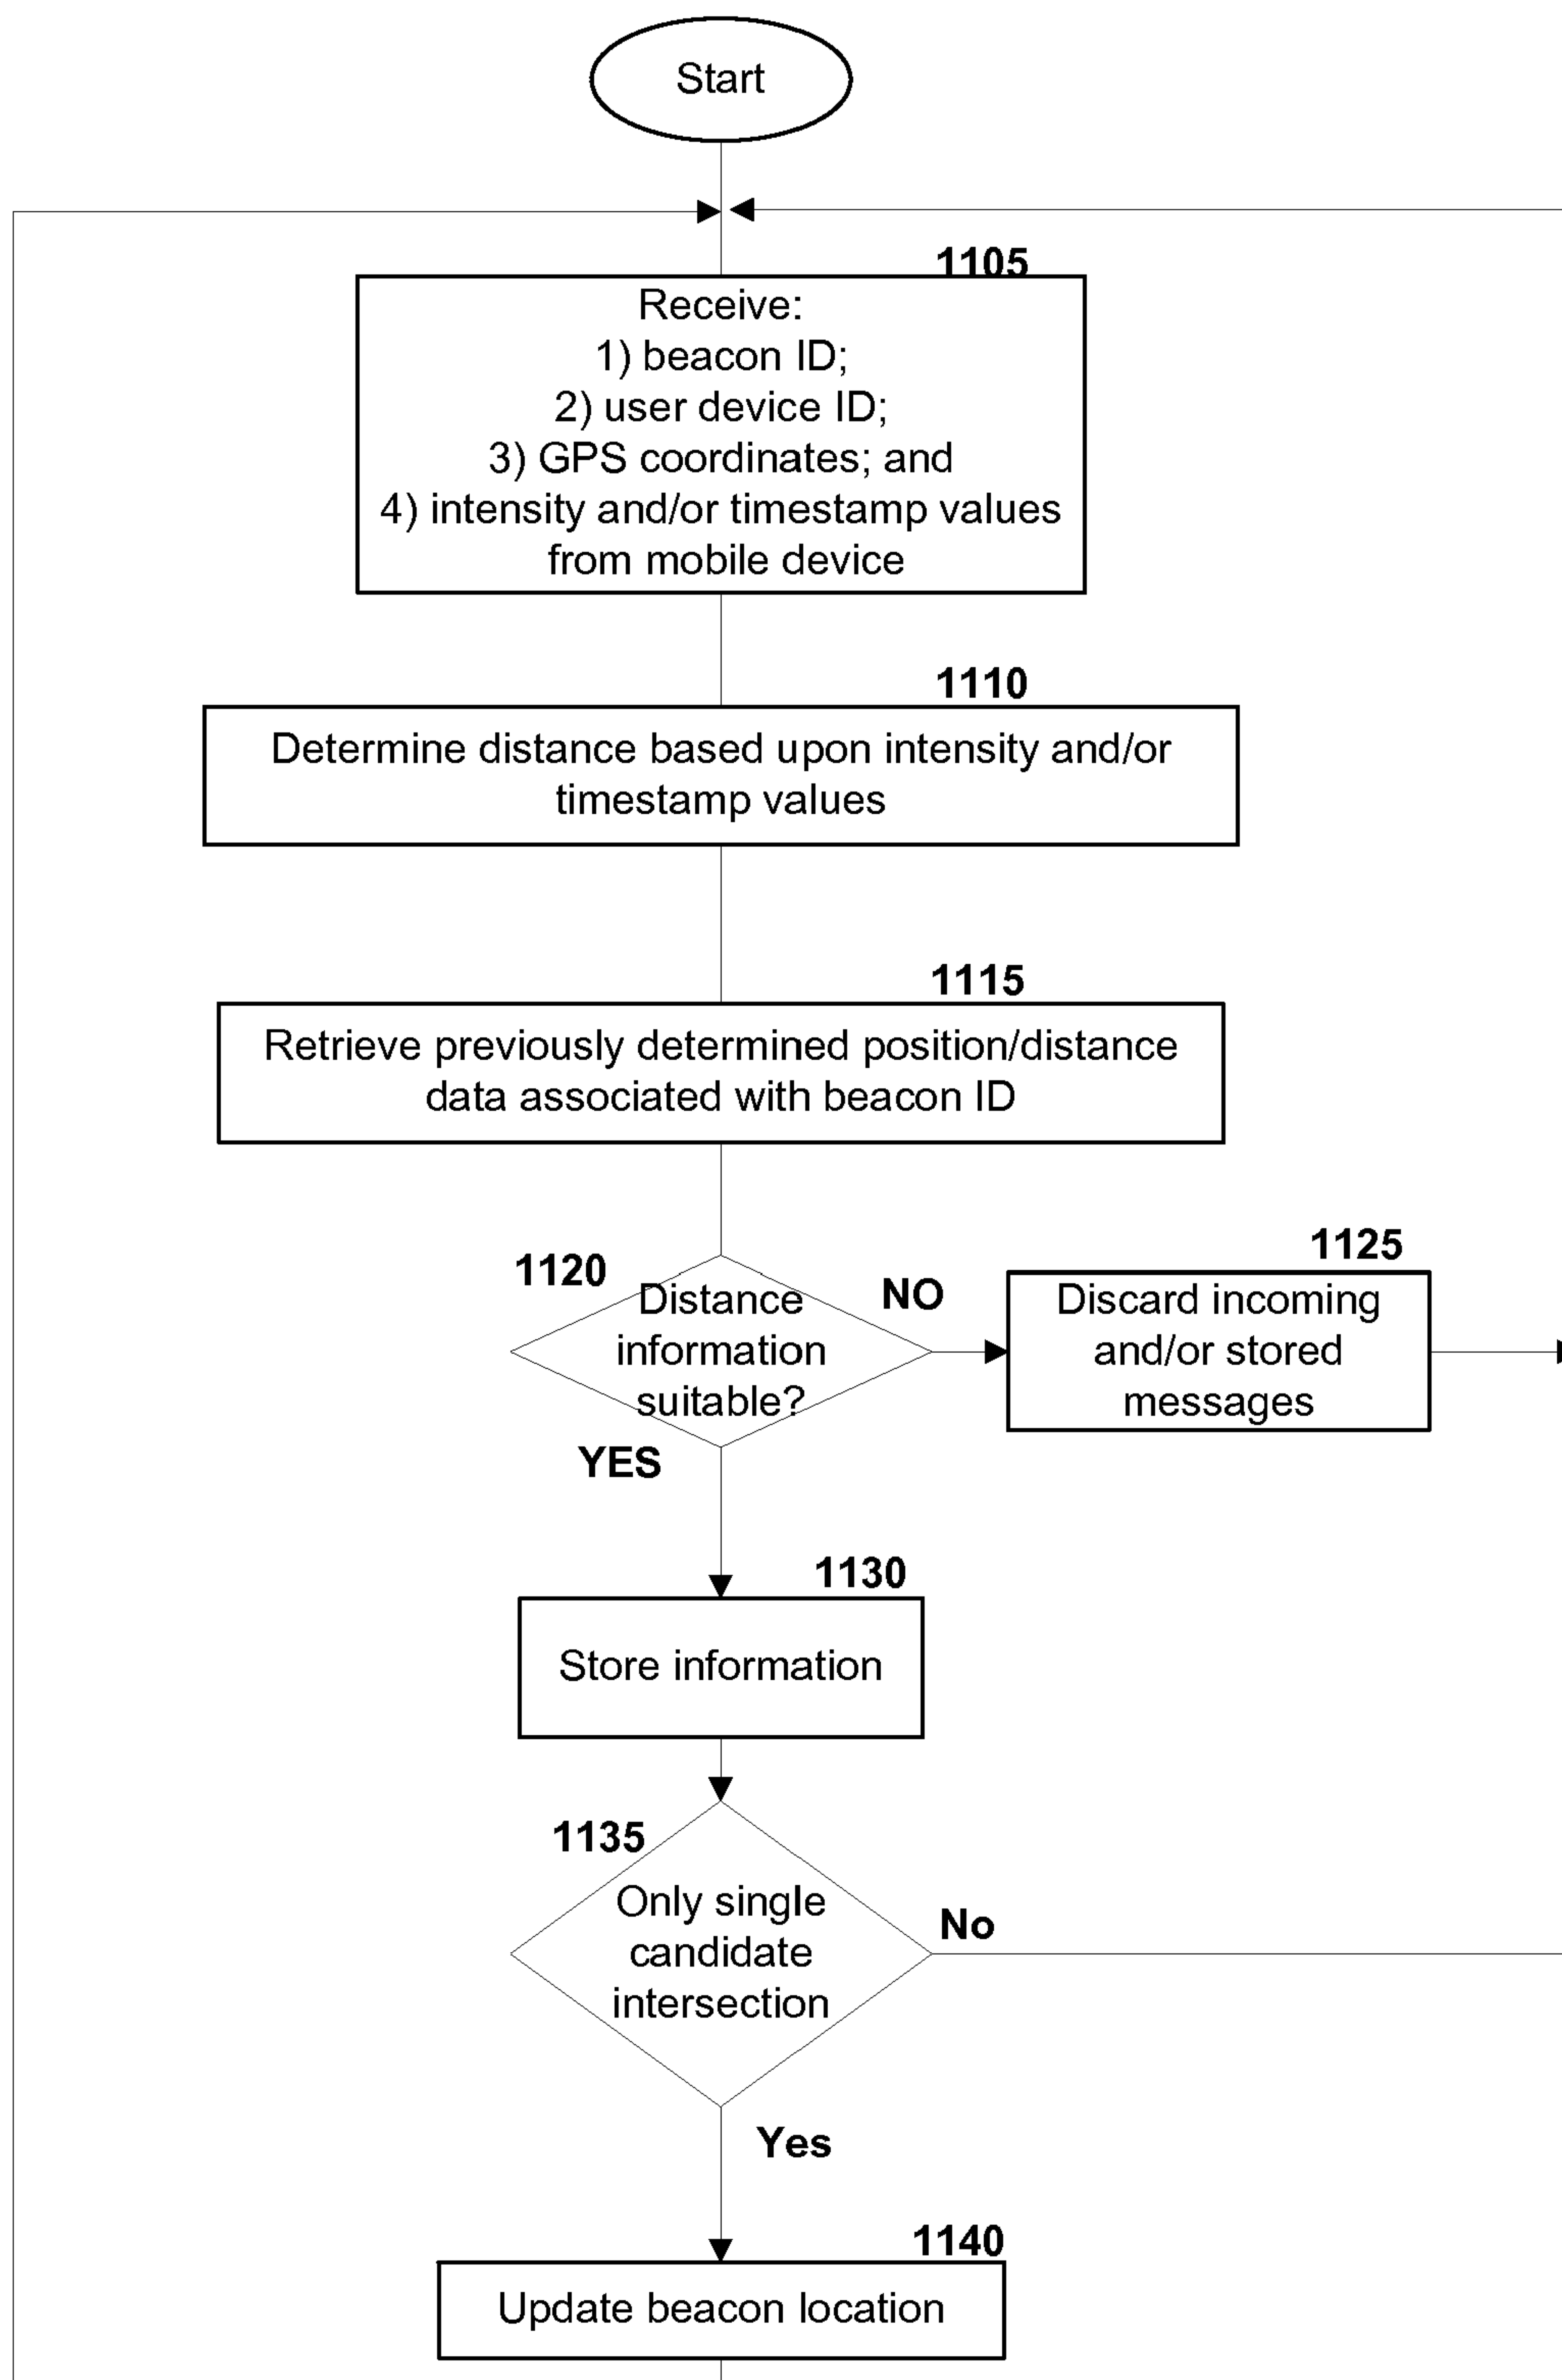 Start
1105
Receive:
1) beacon ID;
2) user device ID;
3) GPS coordinates; and
4) intensity and/or timestamp values
from mobile device
1110
Determine distance based upon intensity and/or
timestamp values
1115
Retrieve previously determined position/distance
data associated with beacon ID
1120
Distance
information
suitable?
NO
YES
1125
Discard incoming
and/or stored
messages
1130
Store information
1135
Only single
candidate
intersection
No
Yes
1140
Update beacon location